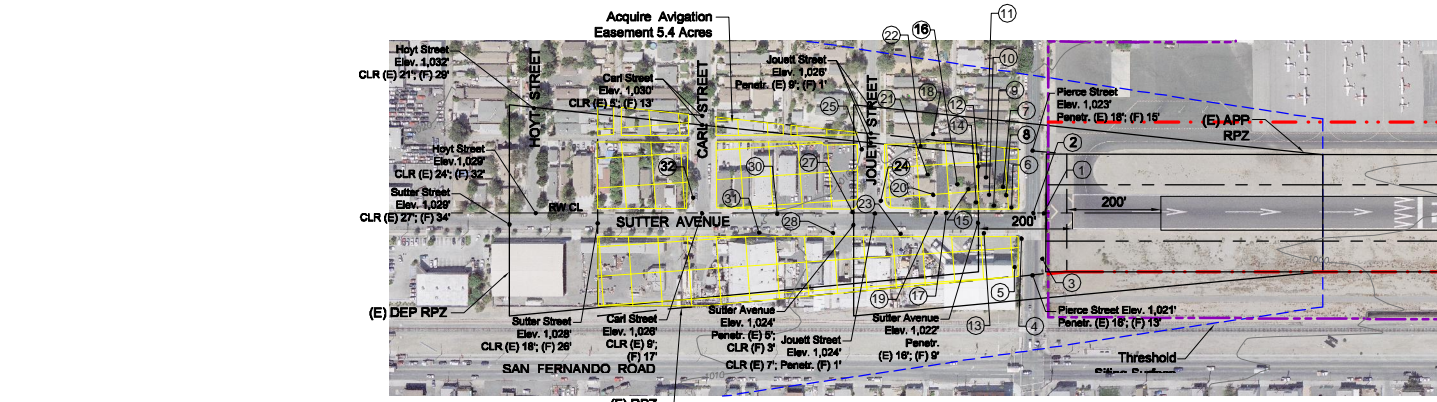 Acquire Avigation
Easement 5.4 Acres
Hoyt Street
Elev. 1,032'
CLR (E) 21'; (F) 29'
HOYT STREET
Carl Street
Elev. 1,030'
CLR (E) 5'; (F) 13'
CARL STREET
Jouett Street
Elev. 1,026'
Penetr. (E) 9'; (F) 1'
JOUETT STREET
22
16
11
10
9
7
8
2
6
1
18
12
14
21
25
Pierce Street
Elev. 1,023'
Penetr. (E) 18'; (F) 15'
(E) APP
RPZ
Hoyt Street
Elev. 1,029'
CLR (E) 24'; (F) 32'
Sutter Street
Elev. 1,029'
CLR (E) 27'; (F) 34'
RW CL
32
30
27
24
20
31
28
23
15
SUTTER AVENUE
200'
200'
19
17
13
5
4
3
(E) DEP RPZ
Sutter Street
Elev. 1,028'
CLR (E) 18'; (F) 26'
Carl Street
Elev. 1,026'
CLR (E) 9';
(F) 17'
Sutter Avenue
Elev. 1,024'
Penetr. (E) 5';
CLR (F) 3'
Jouett Street
Elev. 1,024'
CLR (E) 7'; Penetr. (F) 1'
Sutter Avenue
Elev. 1,022'
Penetr.
(E) 16'; (F) 9'
Pierce Street Elev. 1,021'
Penetr. (E) 16'; (F) 13'
Threshold
Siting Surface
SAN FERNANDO ROAD
1010
1020
(E) RPZ